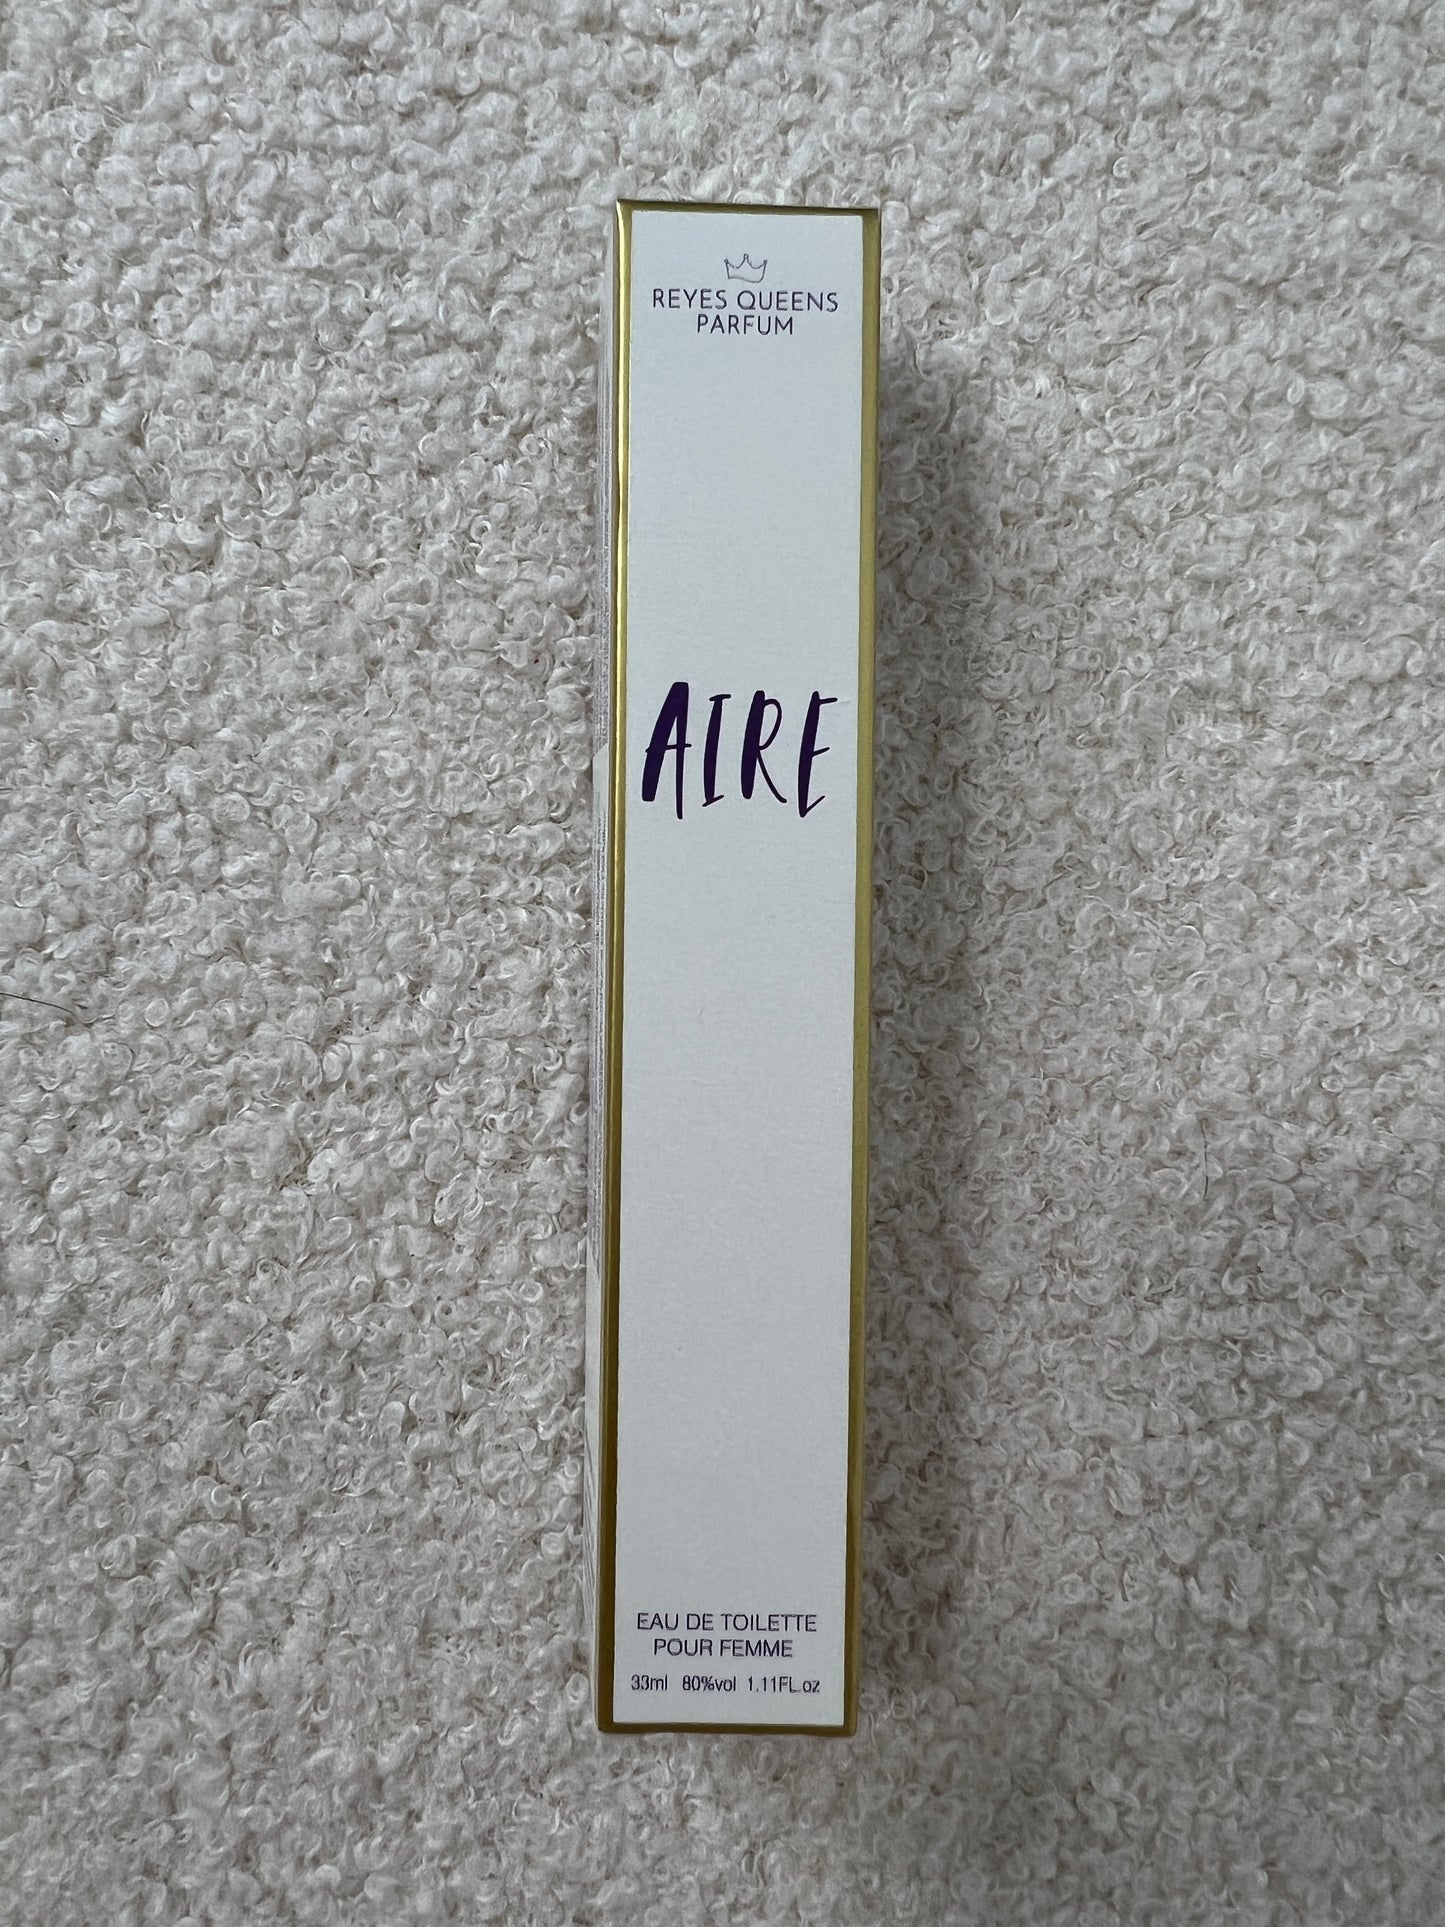 REYES QUEENS
PARFUM
AIRE
EAU DE TOILETTE
POUR FEMME
33ml 80%vol 1.11FL.oz